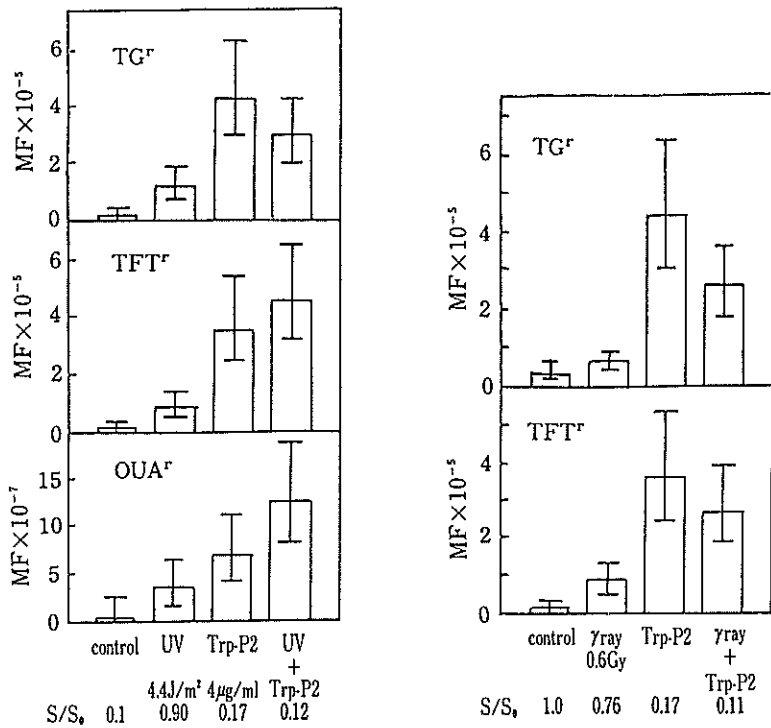 TGʳ
MF×10⁻⁵
6
4
2
0
TFTʳ
MF×10⁻⁵
6
4
2
0
OUAʳ
MF×10⁻⁷
15
10
5
0
control UV Trp·P2 UV
+
4.4J/m² 4μg/ml Trp·P2
S/S₀ 0.1 0.90 0.17 0.12
TGʳ
MF×10⁻⁵
6
4
2
0
TFTʳ
MF×10⁻⁵
4
2
0
control γray Trp·P2 γray
0.6Gy +
Trp·P2
S/S₀ 1.0 0.76 0.17 0.11